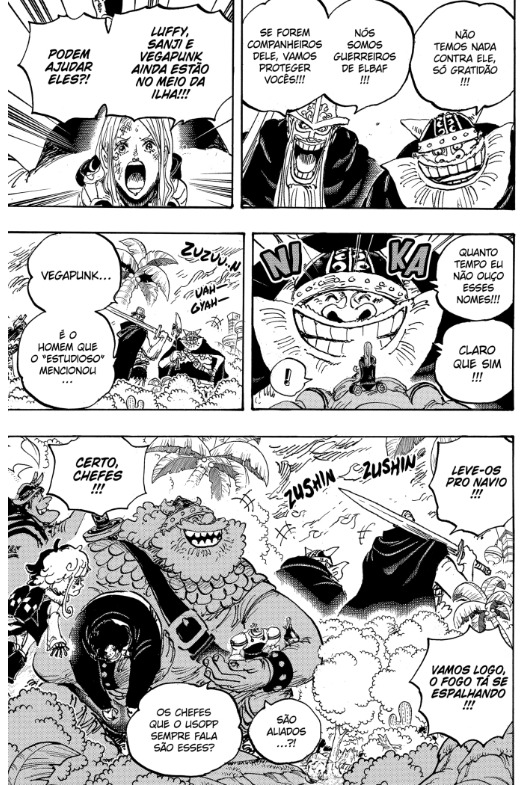 NÃO
TEMOS NADA
CONTRA ELE,
SÓ GRATIDÃO
!!!
NÓS
SOMOS
GUERREIROS
DE ELBAF
!!!
SE FOREM
COMPANHEIROS
DELE, VAMOS
PROTEGER
VOCÊS!!!
LUFFY,
SANJI E
VEGAPUNK
AINDA ESTÃO
NO MEIO DA
ILHA!!!
PODEM
AJUDAR
ELES?!
QUANTO
TEMPO EU
NÃO OUÇO
ESSES
NOMES!!!
CLARO
QUE SIM
!!!
NI KA
!
ZUZUU..N
UAH-
GYAH-
VEGAPUNK...
É O
HOMEM QUE
O "ESTUDIOSO"
MENCIONOU
...
LEVE-OS
PRO NAVIO
!!!
ZUSHIN
ZUSHIN
CERTO,
CHEFES
!!!
VAMOS LOGO,
O FOGO TÁ SE
ESPALHANDO
!!!
SÃO
ALIADOS
...?!
OS CHEFES
QUE O USOPP
SEMPRE FALA
SÃO ESSES?